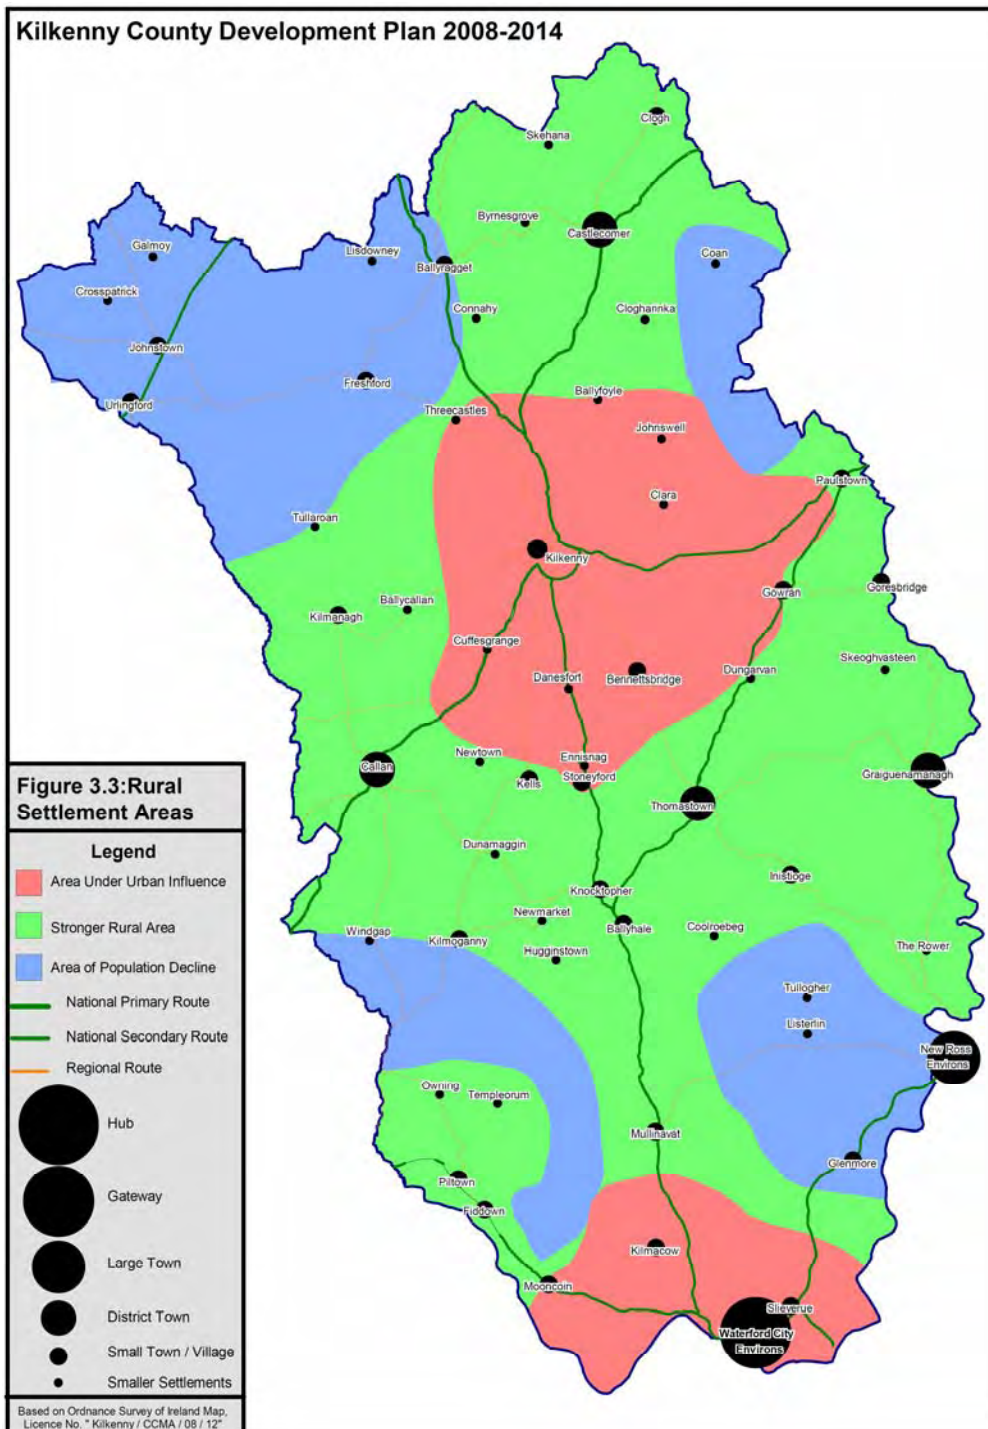 Kilkenny County Development Plan 2008-2014
Clogh
Skehana
Byrnesgrove
Castlecomer
Galmoy
Lisdowney
Ballyragget
Coan
Crosspatrick
Connahy
Clogharinka
Johnstown
Freshford
Urlingford
Ballyfoyle
Threecastles
Johnswell
Paulstown
Clara
Tullaroan
Kilkenny
Gowran
Goresbridge
Ballycallan
Kilmanagh
Cuffesgrange
Skeoghvasteen
Danesfort
Bennettsbridge
Dungarvan
Newtown
Ennisnag
Callan
Kells
Stoneyford
Graiguenamanagh
Thomastown
Dunamaggin
Inistioge
Knocktopher
Newmarket
Windgap
Kilmoganny
Ballyhale
Coolroebeg
Hugginstown
The Rower
Tullogher
Listerlin
New Ross
Environs
Owning
Templeorum
Mullinavat
Glenmore
Piltown
Fiddown
Kilmacow
Mooncoin
Slieverue
Waterford City
Environs
Figure 3.3:Rural
Settlement Areas
Legend
Area Under Urban Influence
Stronger Rural Area
Area of Population Decline
National Primary Route
National Secondary Route
Regional Route
Hub
Gateway
Large Town
District Town
Small Town / Village
Smaller Settlements
Based on Ordnance Survey of Ireland Map,
Licence No. " Kilkenny / CCMA / 08 / 12"